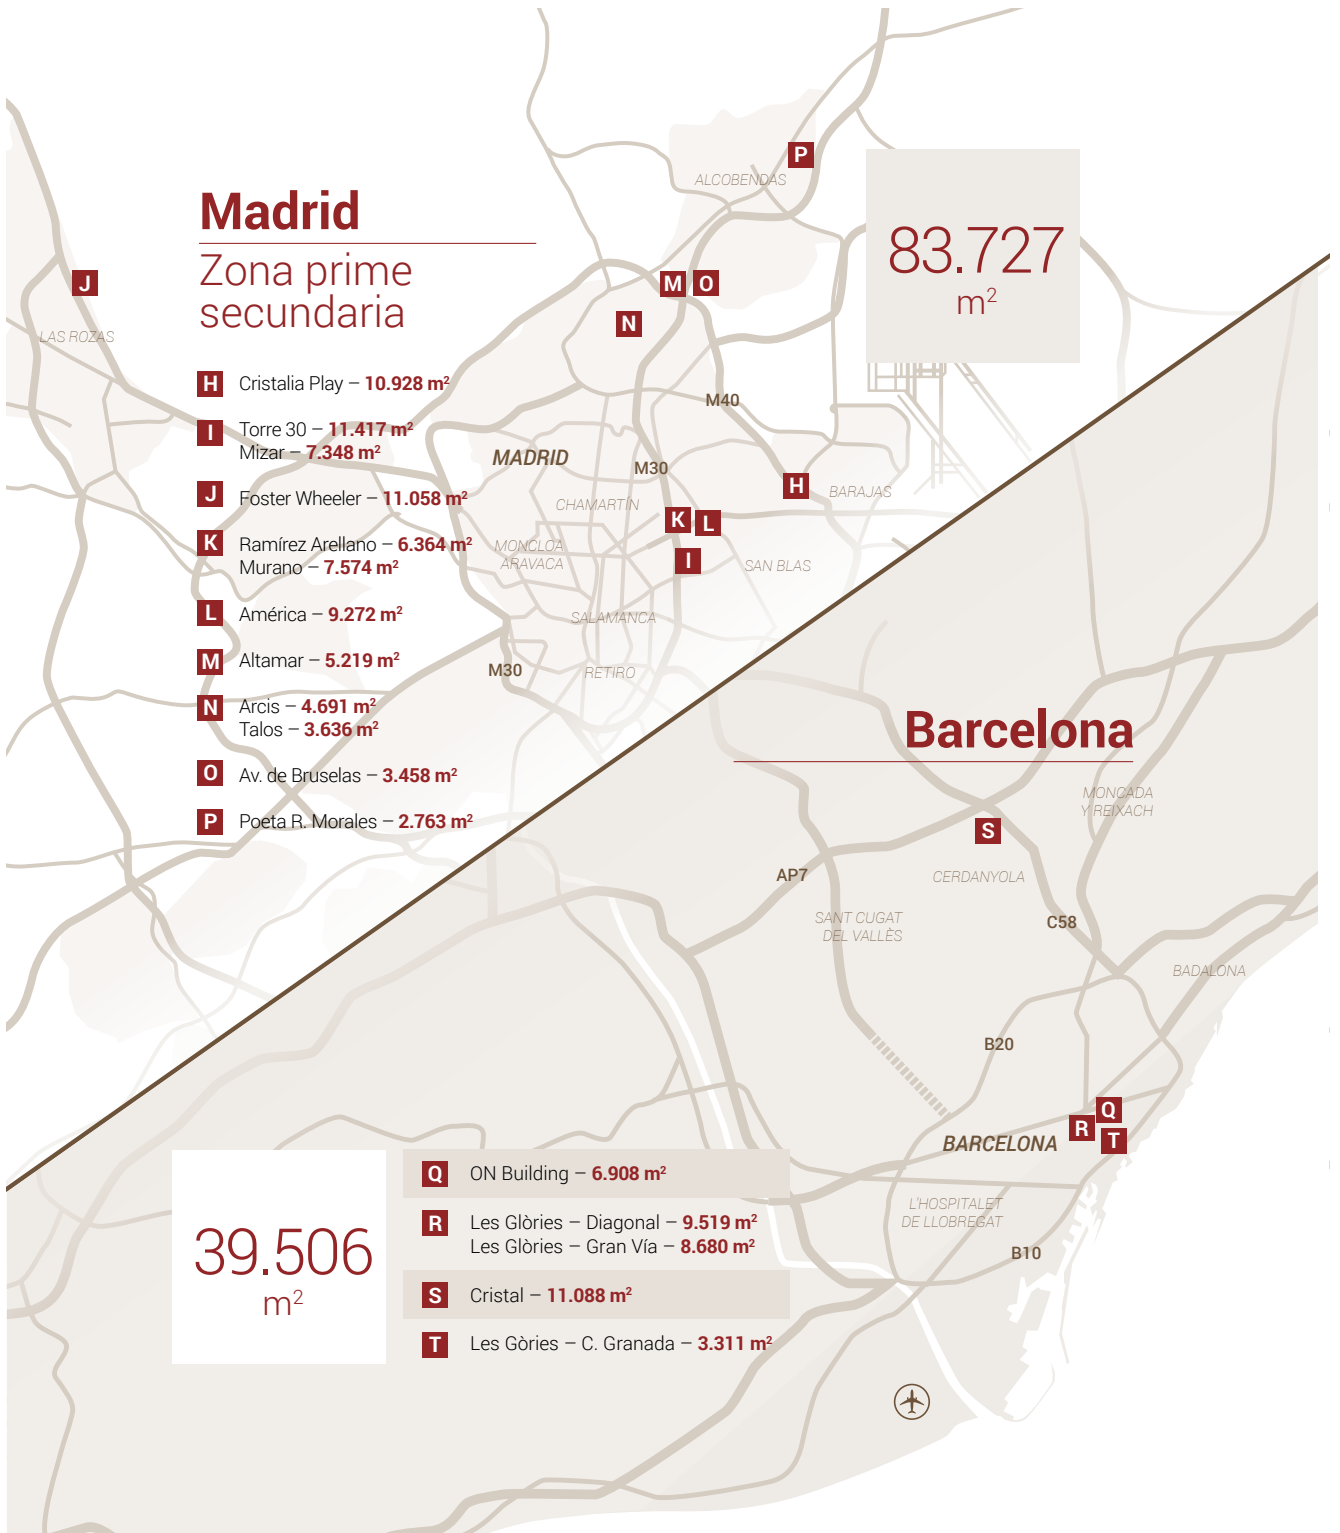 Madrid
Zona prime
secundaria
H Cristalia Play – 10.928 m²
I Torre 30 – 11.417 m²
Mizar – 7.348 m²
J Foster Wheeler – 11.058 m²
K Ramírez Arellano – 6.364 m²
Murano – 7.574 m²
L América – 9.272 m²
M Altamar – 5.219 m²
N Arcis – 4.691 m²
Talos – 3.636 m²
O Av. de Bruselas – 3.458 m²
P Poeta R. Morales – 2.763 m²
83.727
m²
P
ALCOBENDAS
J
LAS ROZAS
M O
N
M40
MADRID
M30
H
BARAJAS
CHAMARTÍN
K L
MONCLOA
ARAVACA
I
SAN BLAS
SALAMANCA
M30
RETIRO
Barcelona
MONCADA
Y REIXACH
S
AP7
CERDANYOLA
SANT CUGAT
DEL VALLÈS
C58
BADALONA
B20
Q
R
T
BARCELONA
L'HOSPITALET
DE LLOBREGAT
B10
39.506
m²
Q ON Building – 6.908 m²
R Les Glòries – Diagonal – 9.519 m²
Les Glòries – Gran Vía – 8.680 m²
S Cristal – 11.088 m²
T Les Gòries – C. Granada – 3.311 m²